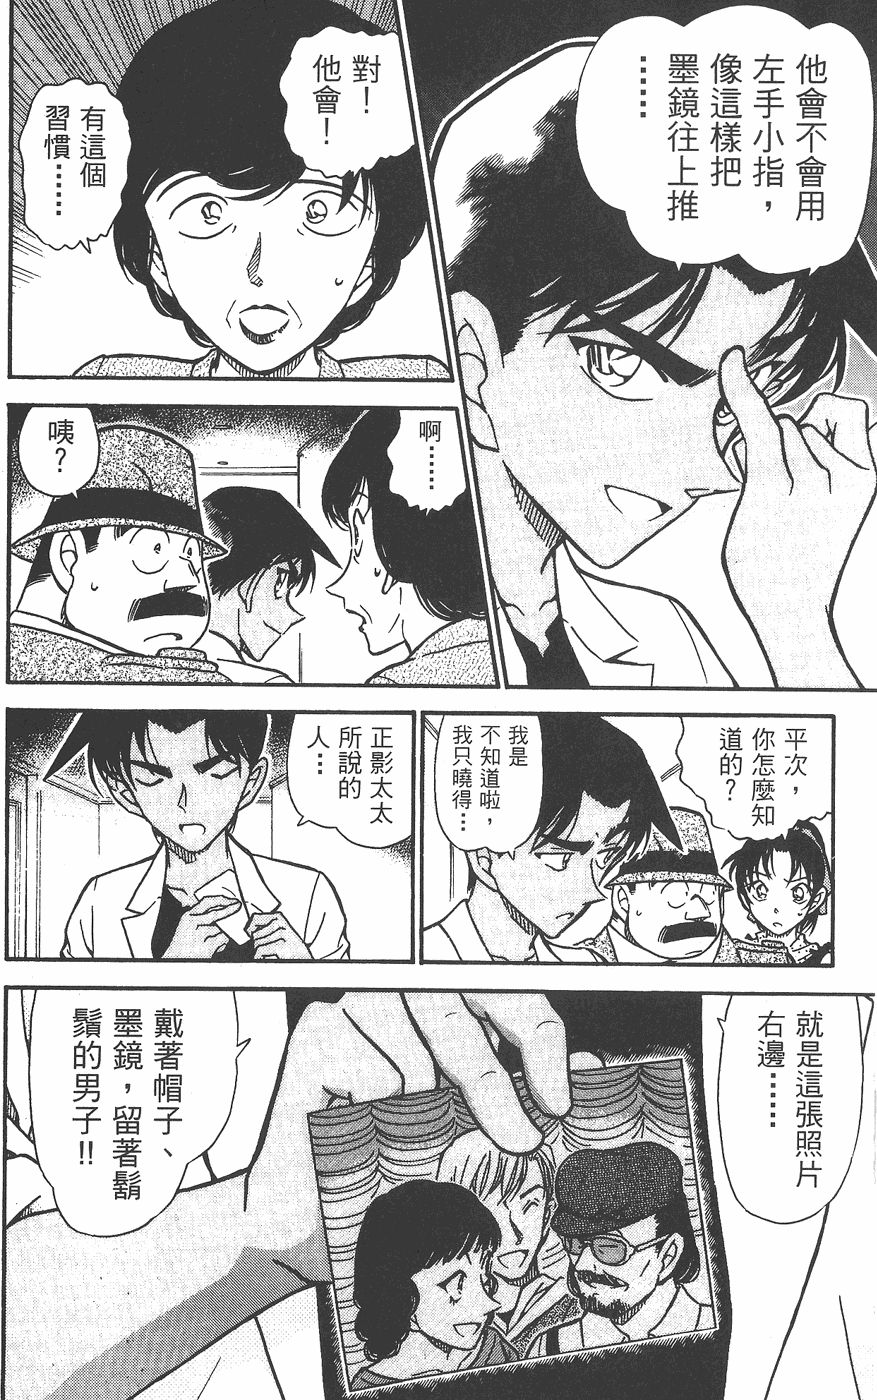 他會不會用
左手小指，
像這樣把
墨鏡往上推
……
對！
他會！
有這個
習慣……
啊……
咦？
平次，
你怎麼知
道的？
我是
不知道啦，
我只曉得…
正影太太
所說的
人…
就是這張照片
右邊……
戴著帽子、
墨鏡，留著鬍
鬚的男子!!